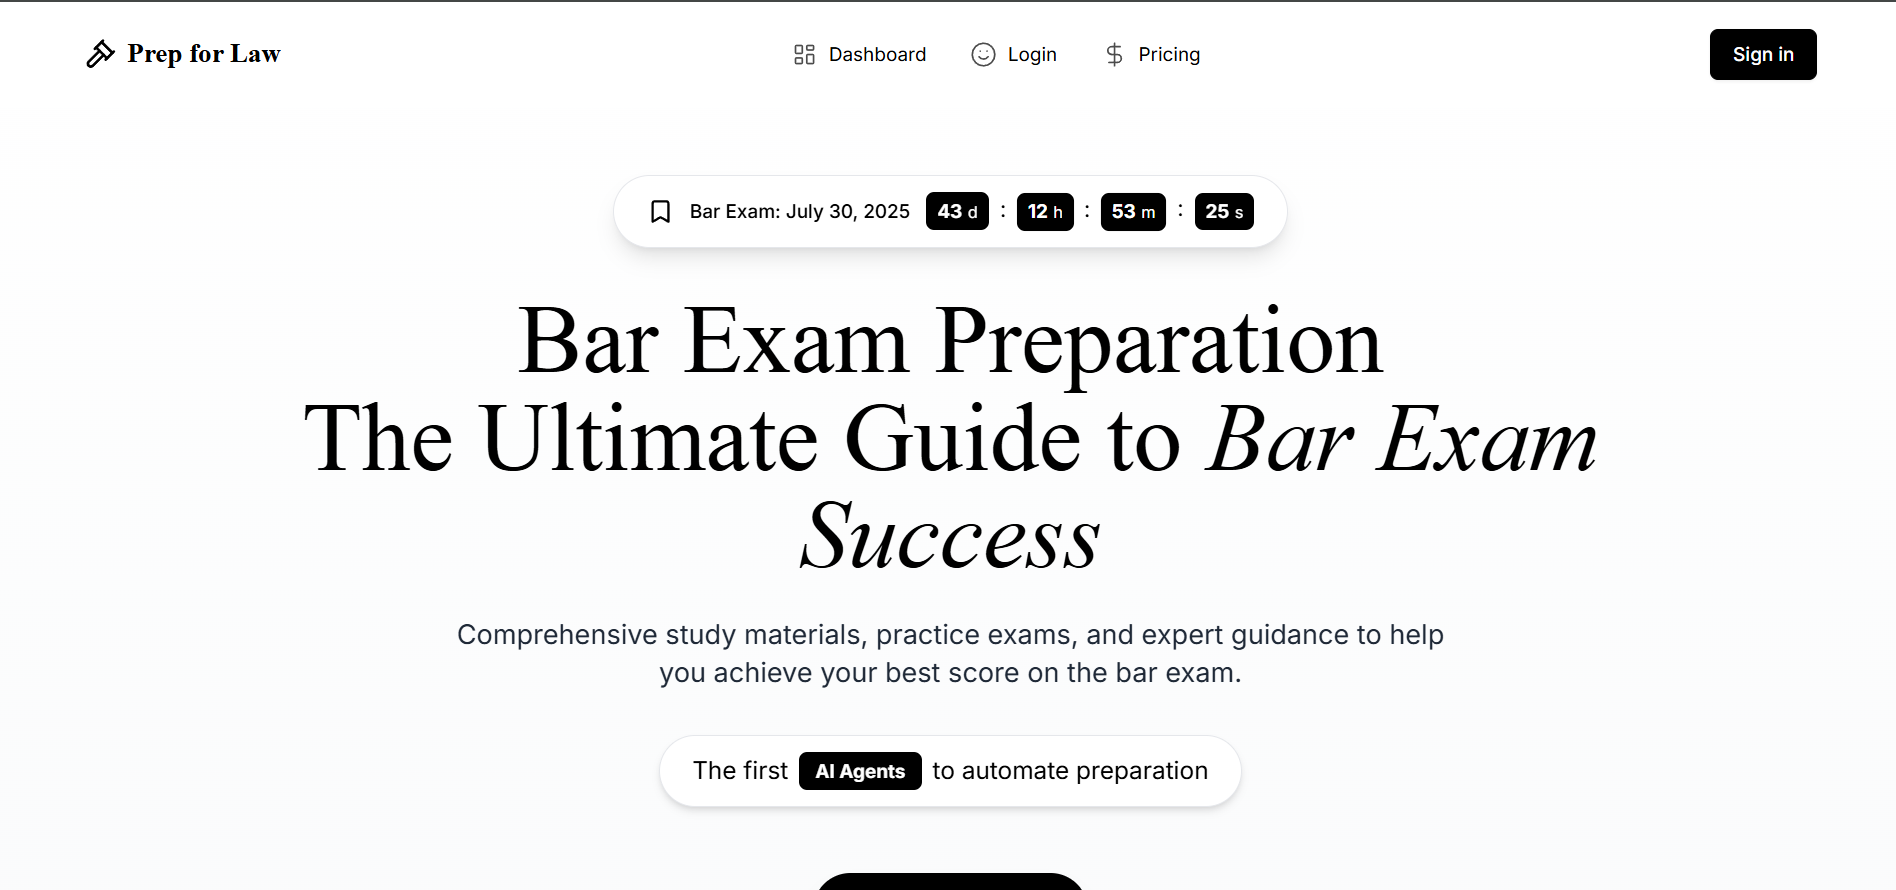 Prep for Law
Dashboard
Login
Pricing
Sign in
Bar Exam: July 30, 2025 43 d : 12 h : 53 m : 25 s
Bar Exam Preparation
The Ultimate Guide to Bar Exam
Success
Comprehensive study materials, practice exams, and expert guidance to help
you achieve your best score on the bar exam.
The first AI Agents to automate preparation